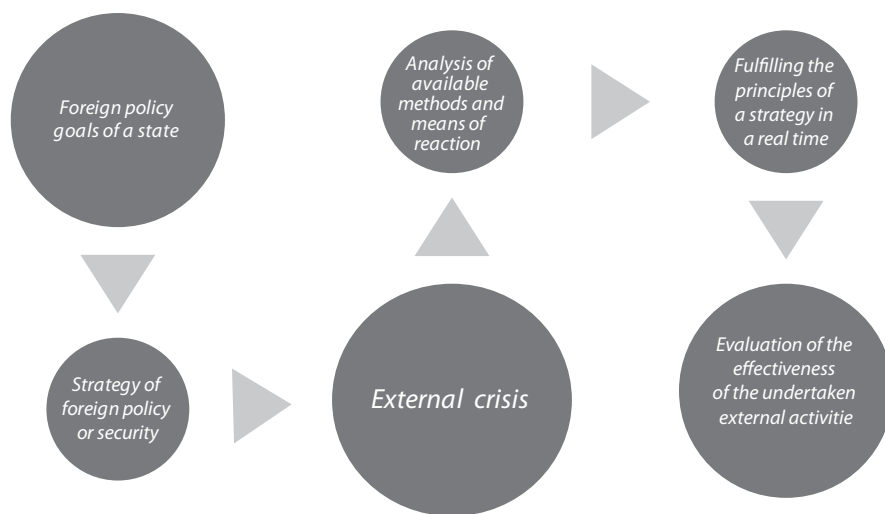 Foreign policy
goals of a state
Strategy of
foreign policy
or security
External crisis
Analysis of
available
methods and
means of
reaction
Fulfilling the
principles of
a strategy in
a real time
Evaluation of the
effectiveness
of the undertaken
external activitie